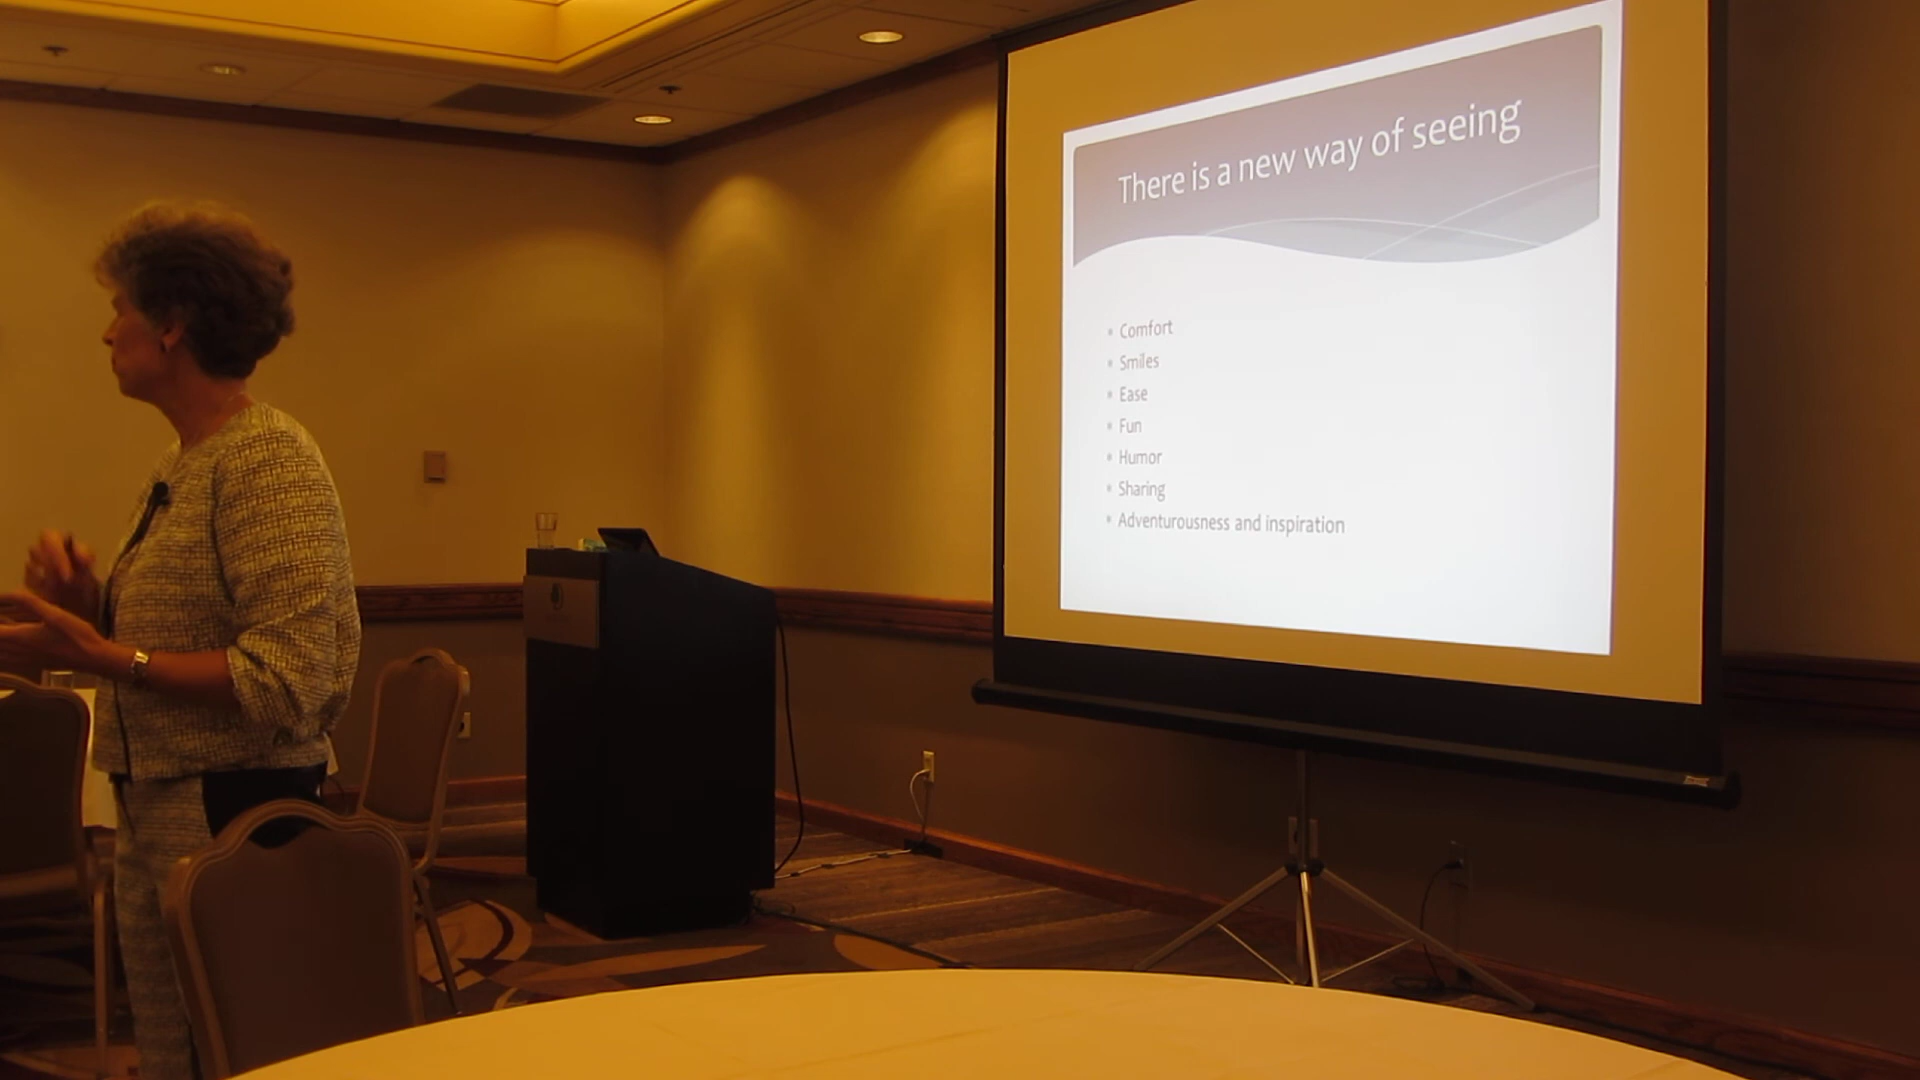 There is a new way of seeing
Comfort
Smiles
Ease
Fun
Humor
Sharing
Adventurousness and inspiration